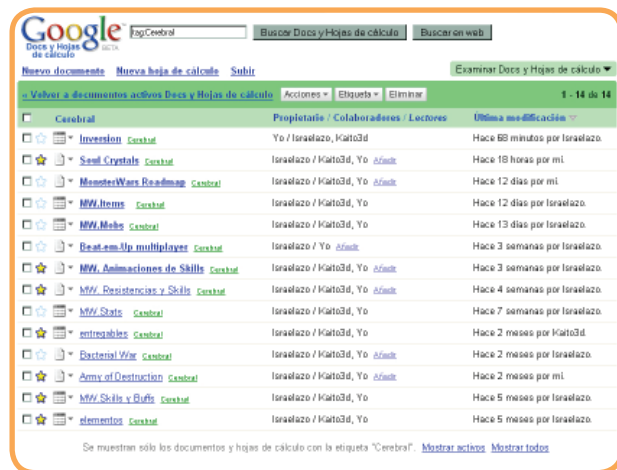 Google™ tag:Cerebral Buscar Docs y Hojas de cálculo Buscar en web
Docs y Hojas de cálculo BETA
Nuevo documento Nueva hoja de cálculo Subir Examinar Docs y Hojas de cálculo ▼
« Volver a documentos activos Docs y Hojas de cálculo Acciones Etiqueta Eliminar 1 - 14 de 14
Cerebral Propietario / Colaboradores / Lectores Última modificación
Inversion Cerebral Yo / Israelazo, Kaito3d Hace 68 minutos por Israelazo.
Soul Crystals Cerebral Israelazo / Kaito3d, Yo Añadir Hace 18 horas por mí.
MonsterWars Roadmap Cerebral Israelazo / Kaito3d, Yo Añadir Hace 12 días por mí.
MW.Items Cerebral Israelazo / Kaito3d, Yo Hace 12 días por Israelazo.
MW.Mobs Cerebral Israelazo / Kaito3d, Yo Hace 13 días por Israelazo.
Beat-em-Up multiplayer Cerebral Israelazo / Yo Añadir Hace 3 semanas por Israelazo.
MW. Animaciones de Skills Cerebral Israelazo / Kaito3d, Yo Añadir Hace 3 semanas por Israelazo.
MW. Resistencias y Skills Cerebral Israelazo / Kaito3d, Yo Añadir Hace 4 semanas por Israelazo.
MW.Stats Cerebral Israelazo / Kaito3d, Yo Hace 7 semanas por Israelazo.
entregables Cerebral Israelazo / Kaito3d, Yo Hace 2 meses por Kaito3d.
Bacterial War Cerebral Israelazo / Kaito3d, Yo Añadir Hace 2 meses por Israelazo.
Army of Destruction Cerebral Israelazo / Kaito3d, Yo Añadir Hace 2 meses por mí.
MW.Skills y Buffs Cerebral Israelazo / Kaito3d, Yo Hace 5 meses por Israelazo.
elementos Cerebral Israelazo / Kaito3d, Yo Hace 5 meses por Israelazo.
Se muestran sólo los documentos y hojas de cálculo con la etiqueta "Cerebral". Mostrar activos Mostrar todos